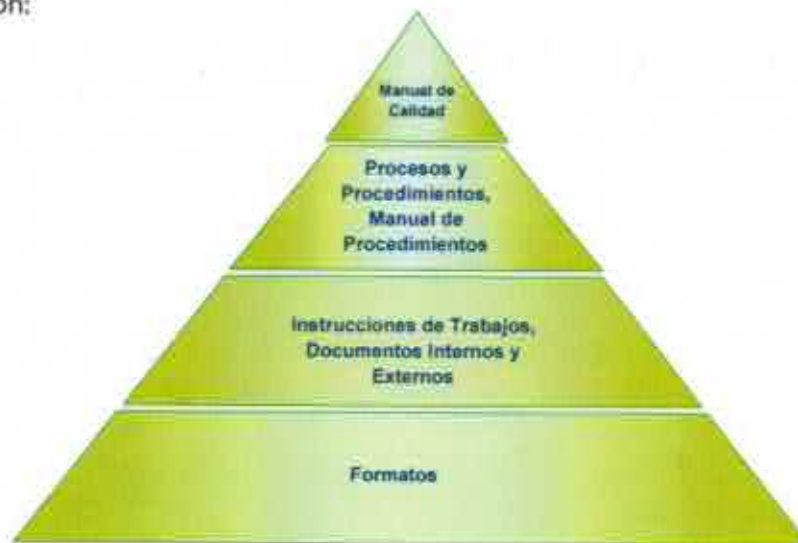 ón:
Manual de
Calidad
Procesos y
Procedimientos,
Manual de
Procedimientos
Instrucciones de Trabajos,
Documentos Internos y
Externos
Formatos